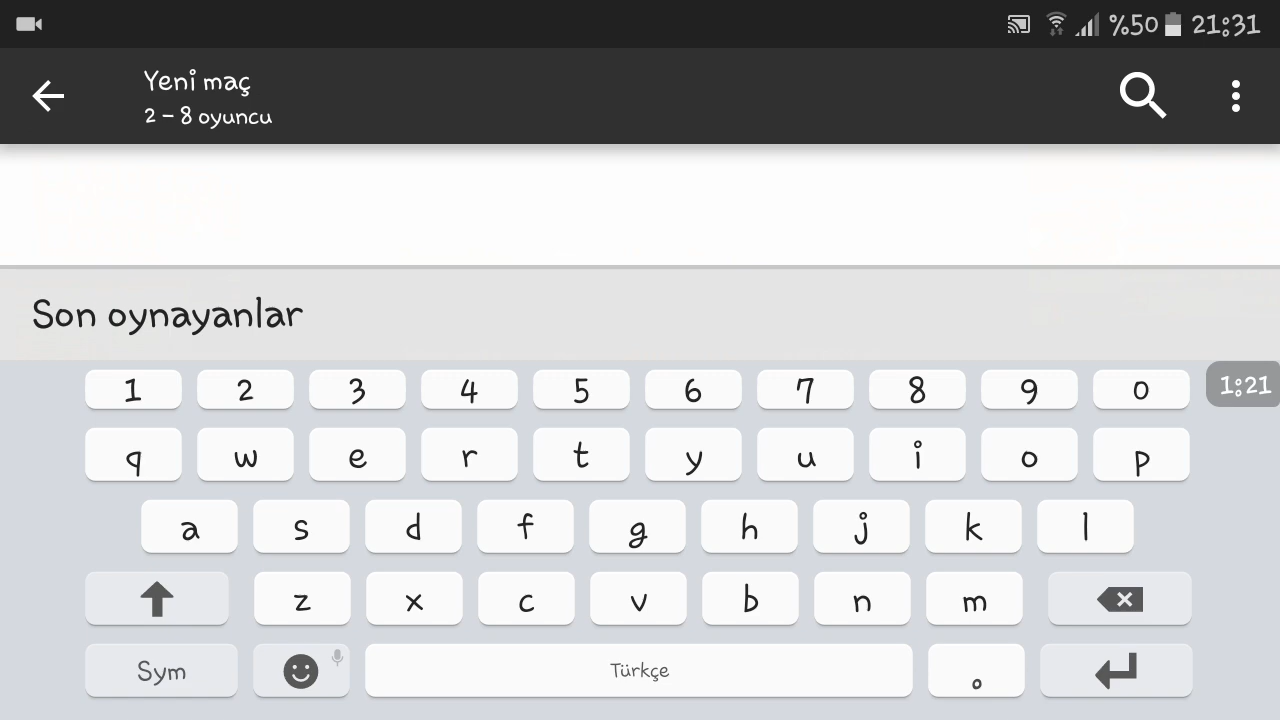 %50 21:31
Yeni maç
2 – 8 oyuncu
Son oynayanlar
1 2 3 4 5 6 7 8 9 0
1:21
q w e r t y u i o p
a s d f g h j k l
z x c v b n m
Sym Türkçe .